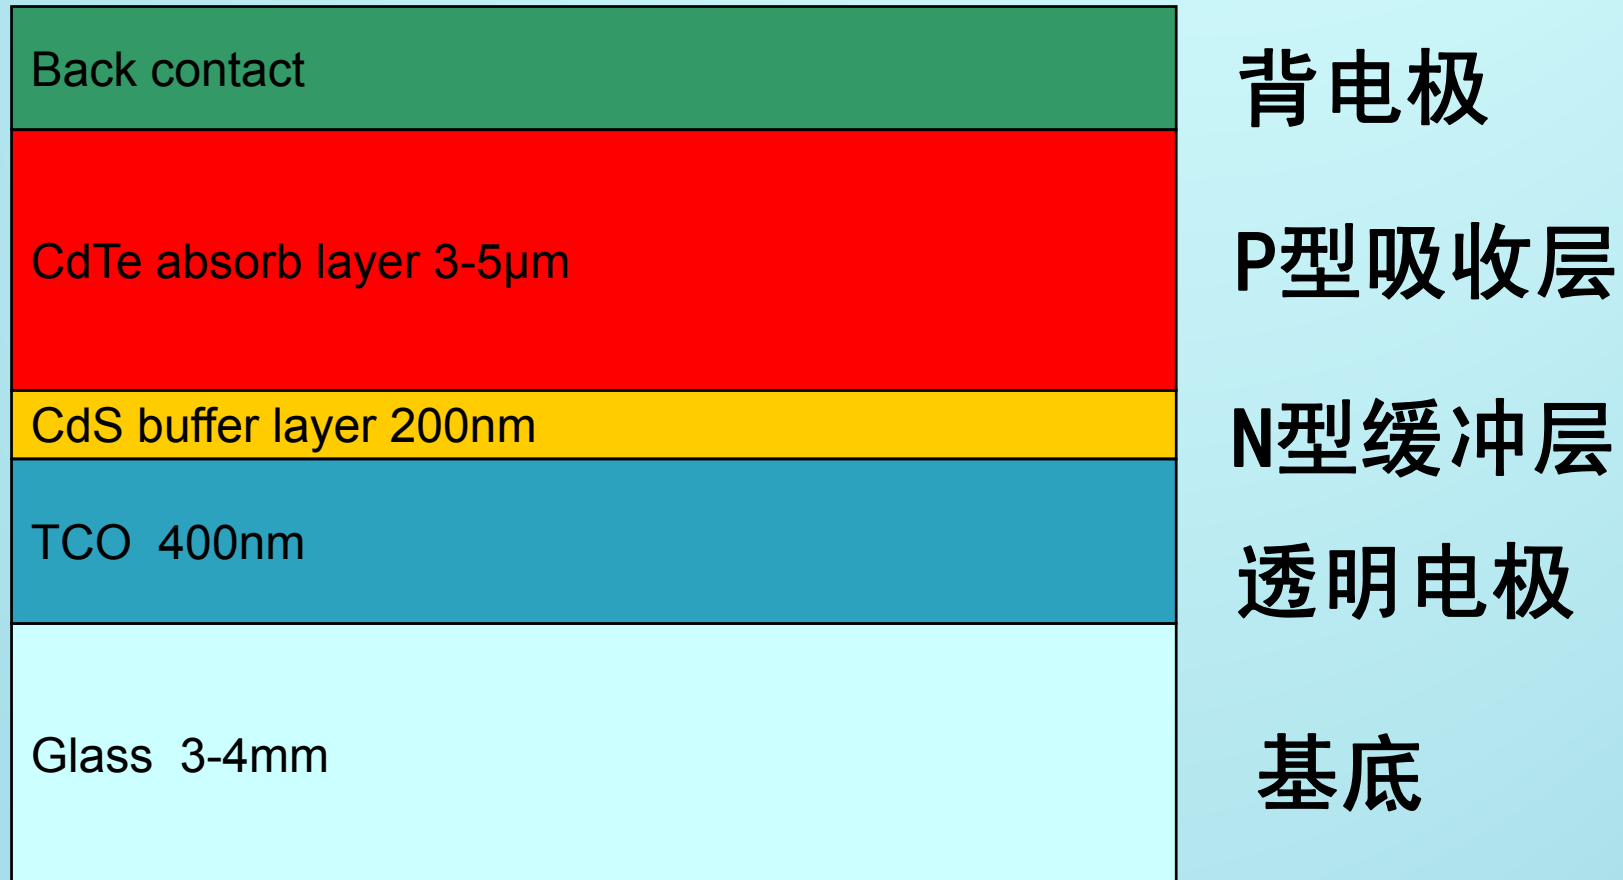 Back contact
背电极
CdTe absorb layer 3-5μm
P型吸收层
CdS buffer layer 200nm
N型缓冲层
TCO  400nm
透明电极
Glass  3-4mm
基底